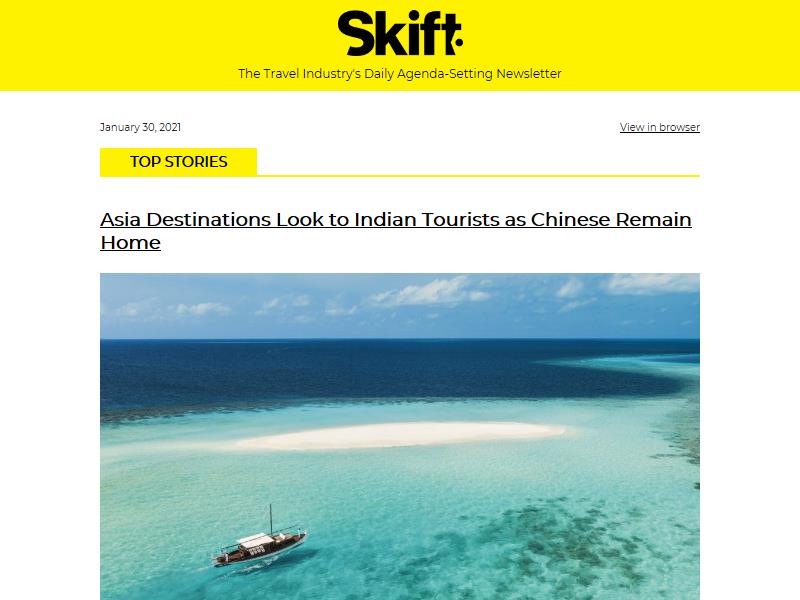 Skift
The Travel Industry's Daily Agenda-Setting Newsletter
January 30, 2021
View in browser
TOP STORIES
Asia Destinations Look to Indian Tourists as Chinese Remain
Home